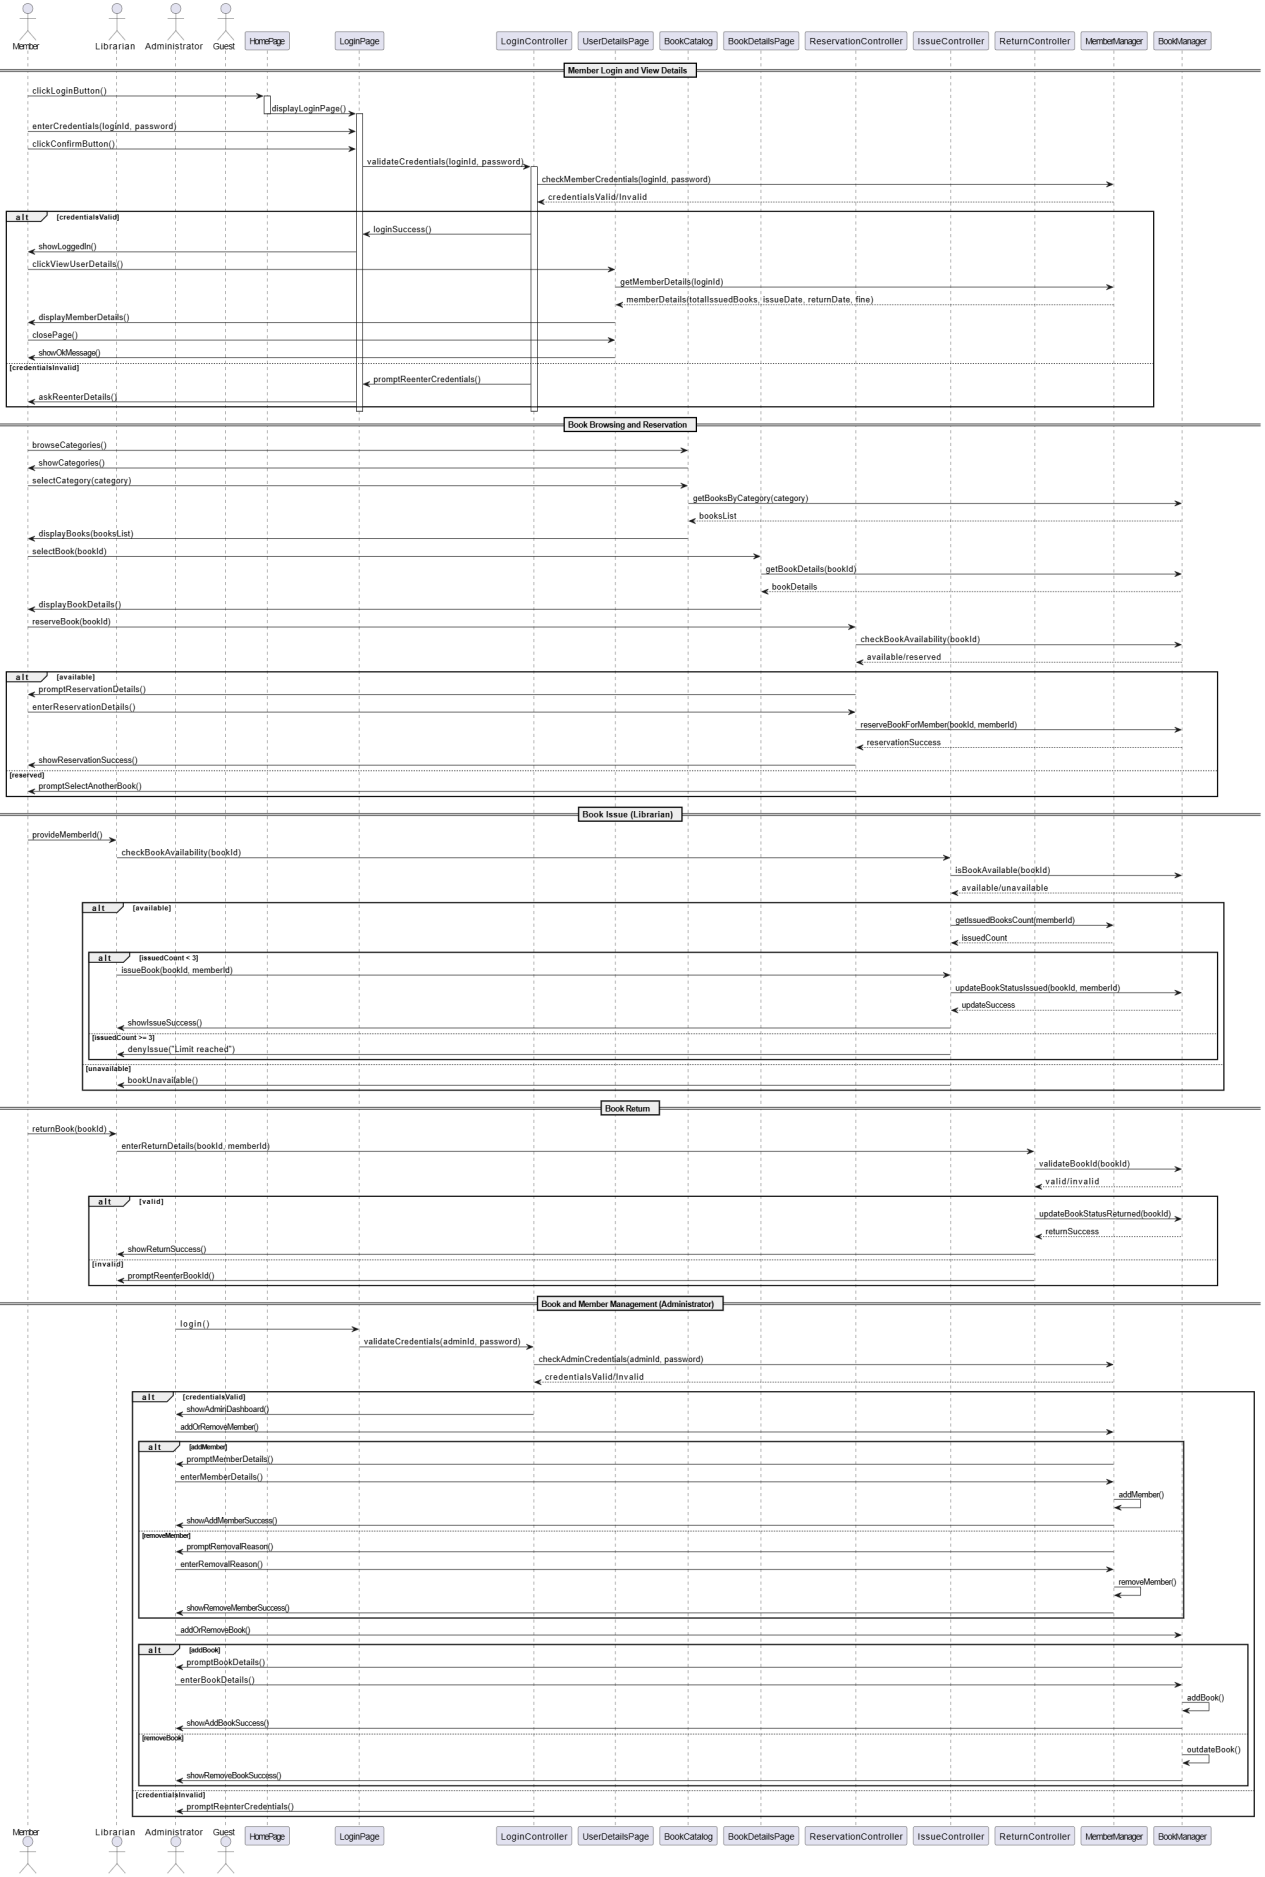 Member Librarian Administrator Guest HomePage LoginPage LoginController UserDetailsPage BookCatalog BookDetailsPage ReservationController IssueController ReturnController MemberManager BookManager
Member Login and View Details
clickLoginButton()
displayLoginPage()
enterCredentials(loginId, password)
clickConfirmButton()
validateCredentials(loginId, password)
checkMemberCredentials(loginId, password)
credentialsValid/Invalid
alt [credentialsValid]
loginSuccess()
showLoggedIn()
clickViewUserDetails()
getMemberDetails(loginId)
memberDetails(totalIssuedBooks, issueDate, returnDate, fine)
displayMemberDetails()
closePage()
showOkMessage()
[credentialsInvalid]
promptReenterCredentials()
askReenterDetails()
Book Browsing and Reservation
browseCategories()
showCategories()
selectCategory(category)
getBooksByCategory(category)
booksList
displayBooks(booksList)
selectBook(bookId)
getBookDetails(bookId)
bookDetails
displayBookDetails()
reserveBook(bookId)
checkBookAvailability(bookId)
available/reserved
alt [available]
promptReservationDetails()
enterReservationDetails()
reserveBookForMember(bookId, memberId)
reservationSuccess
showReservationSuccess()
[reserved]
promptSelectAnotherBook()
Book Issue (Librarian)
provideMemberId()
checkBookAvailability(bookId)
isBookAvailable(bookId)
available/unavailable
alt [available]
getIssuedBooksCount(memberId)
issuedCount
alt [issuedCount < 3]
issueBook(bookId, memberId)
updateBookStatusIssued(bookId, memberId)
updateSuccess
showIssueSuccess()
[issuedCount >= 3]
denyIssue("Limit reached")
[unavailable]
bookUnavailable()
Book Return
returnBook(bookId)
enterReturnDetails(bookId, memberId)
validateBookId(bookId)
valid/invalid
alt [valid]
updateBookStatusReturned(bookId)
returnSuccess
showReturnSuccess()
[invalid]
promptReenterBookId()
Book and Member Management (Administrator)
login()
validateCredentials(adminId, password)
checkAdminCredentials(adminId, password)
credentialsValid/Invalid
alt [credentialsValid]
showAdminDashboard()
addOrRemoveMember()
alt [addMember]
promptMemberDetails()
enterMemberDetails()
addMember()
showAddMemberSuccess()
[removeMember]
promptRemovalReason()
enterRemovalReason()
removeMember()
showRemoveMemberSuccess()
addOrRemoveBook()
alt [addBook]
promptBookDetails()
enterBookDetails()
addBook()
showAddBookSuccess()
[removeBook]
outdateBook()
showRemoveBookSuccess()
[credentialsInvalid]
promptReenterCredentials()
Member Librarian Administrator Guest HomePage LoginPage LoginController UserDetailsPage BookCatalog BookDetailsPage ReservationController IssueController ReturnController MemberManager BookManager